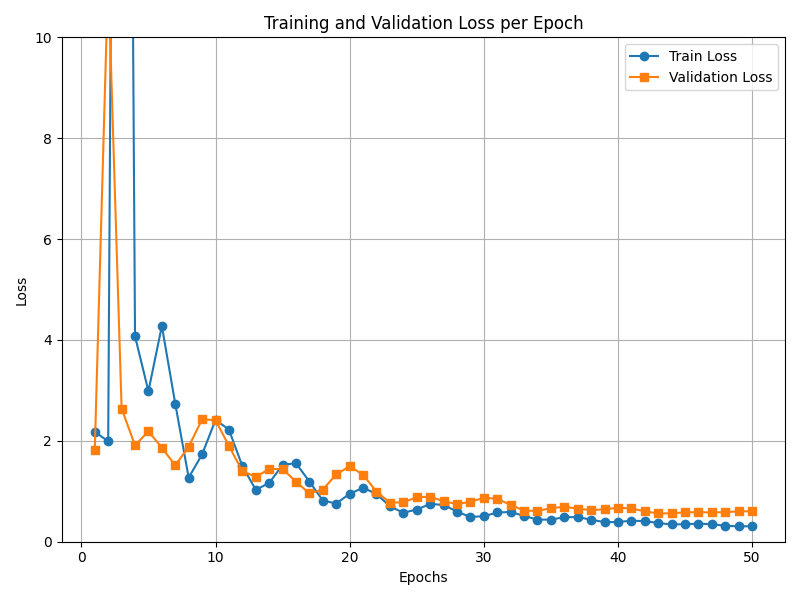 Training and Validation Loss per Epoch
Train Loss
Validation Loss
Loss
10
8
6
4
2
0
0 10 20 30 40 50
Epochs